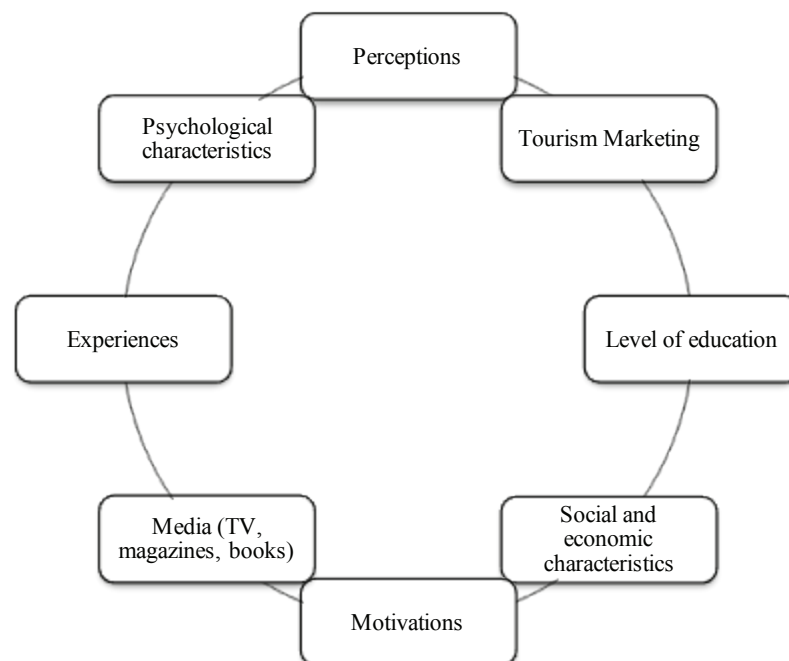 Perceptions
Psychological
characteristics
Tourism Marketing
Experiences
Level of education
Media (TV,
magazines, books)
Social and
economic
characteristics
Motivations